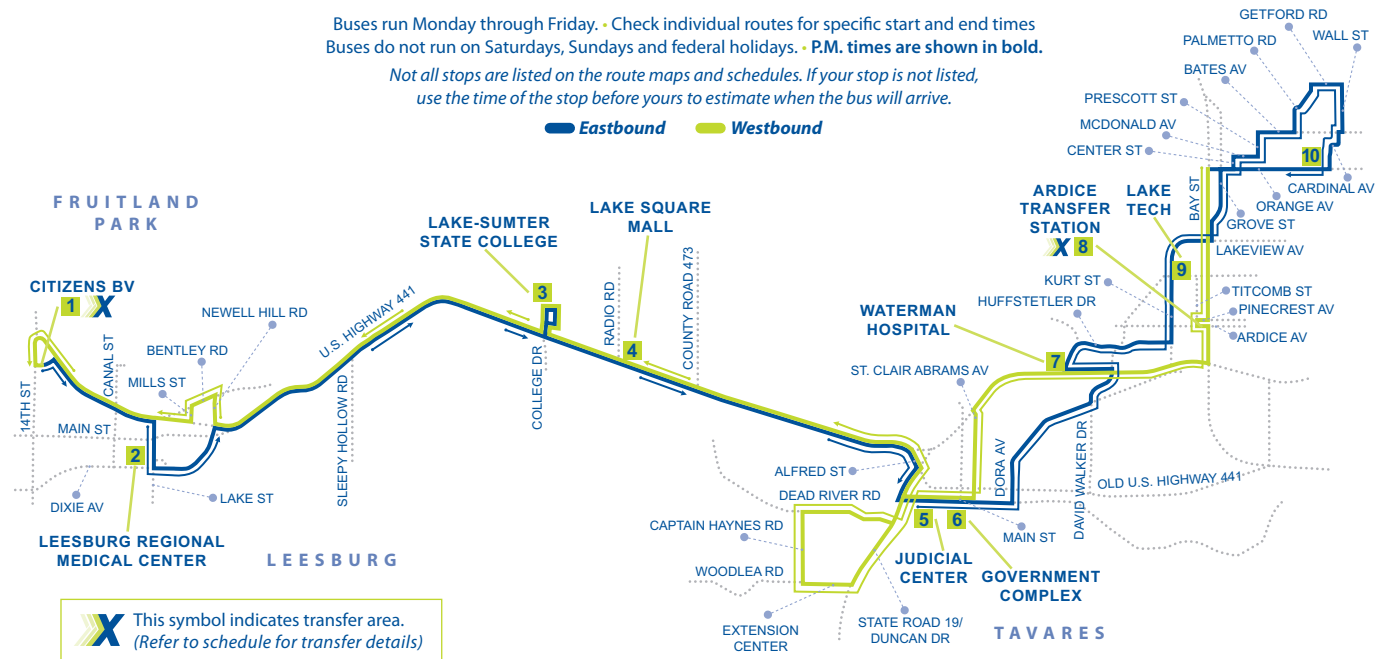 Buses run Monday through Friday. • Check individual routes for specific start and end times
Buses do not run on Saturdays, Sundays and federal holidays. • P.M. times are shown in bold.
Not all stops are listed on the route maps and schedules. If your stop is not listed,
use the time of the stop before yours to estimate when the bus will arrive.
Eastbound
Westbound
GETFORD RD
PALMETTO RD
WALL ST
BATES AV
PRESCOTT ST
MCDONALD AV
CENTER ST
10
CARDINAL AV
ORANGE AV
GROVE ST
BAY ST
LAKEVIEW AV
FRUITLAND
PARK
LAKE-SUMTER
STATE COLLEGE
LAKE SQUARE
MALL
ARDICE
TRANSFER
STATION
X 8
LAKE
TECH
9
CITIZENS BV
1 X
NEWELL HILL RD
BENTLEY RD
MILLS ST
CANAL ST
14TH ST
MAIN ST
2
DIXIE AV
LAKE ST
LEESBURG REGIONAL
MEDICAL CENTER
LEESBURG
U.S. HIGHWAY 441
SLEEPY HOLLOW RD
3
COLLEGE DR
RADIO RD
4
COUNTY ROAD 473
KURT ST
HUFFSTETLER DR
TITCOMB ST
PINECREST AV
ARDICE AV
WATERMAN
HOSPITAL
7
ST. CLAIR ABRAMS AV
DORA AV
DAVID WALKER DR
OLD U.S. HIGHWAY 441
ALFRED ST
DEAD RIVER RD
CAPTAIN HAYNES RD
WOODLEA RD
5
6
MAIN ST
JUDICIAL
CENTER
GOVERNMENT
COMPLEX
EXTENSION
CENTER
STATE ROAD 19/
DUNCAN DR
TAVARES
X This symbol indicates transfer area.
(Refer to schedule for transfer details)